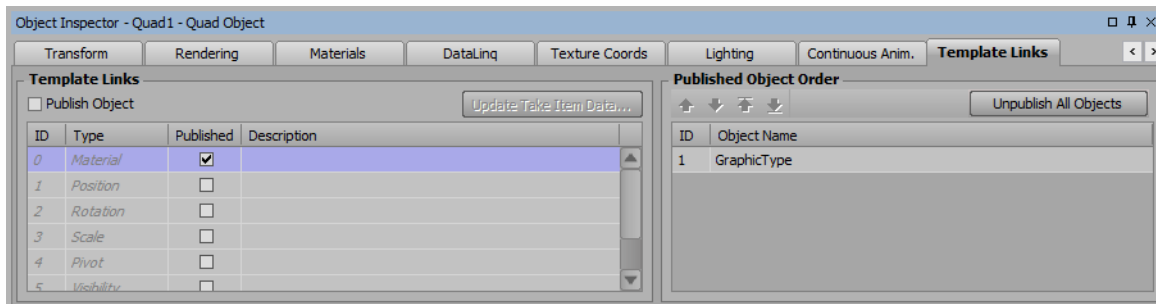 Object Inspector - Quad1 - Quad Object
Transform Rendering Materials DataLinq Texture Coords Lighting Continuous Anim. Template Links
Template Links
Publish Object Update Take Item Data...
ID Type Published Description
0 Material
1 Position
2 Rotation
3 Scale
4 Pivot
5 Visibility
Published Object Order
Unpublish All Objects
ID Object Name
1 GraphicType